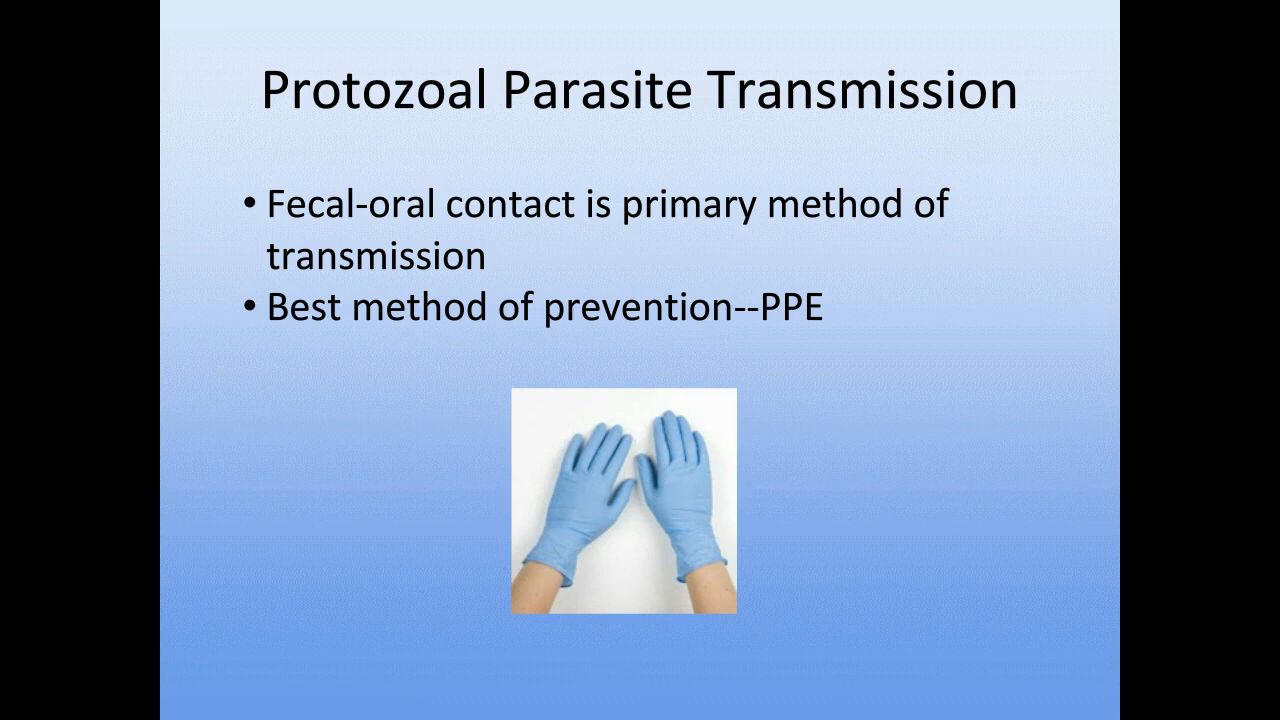 Protozoal Parasite Transmission
• Fecal-oral contact is primary method of
transmission
• Best method of prevention--PPE